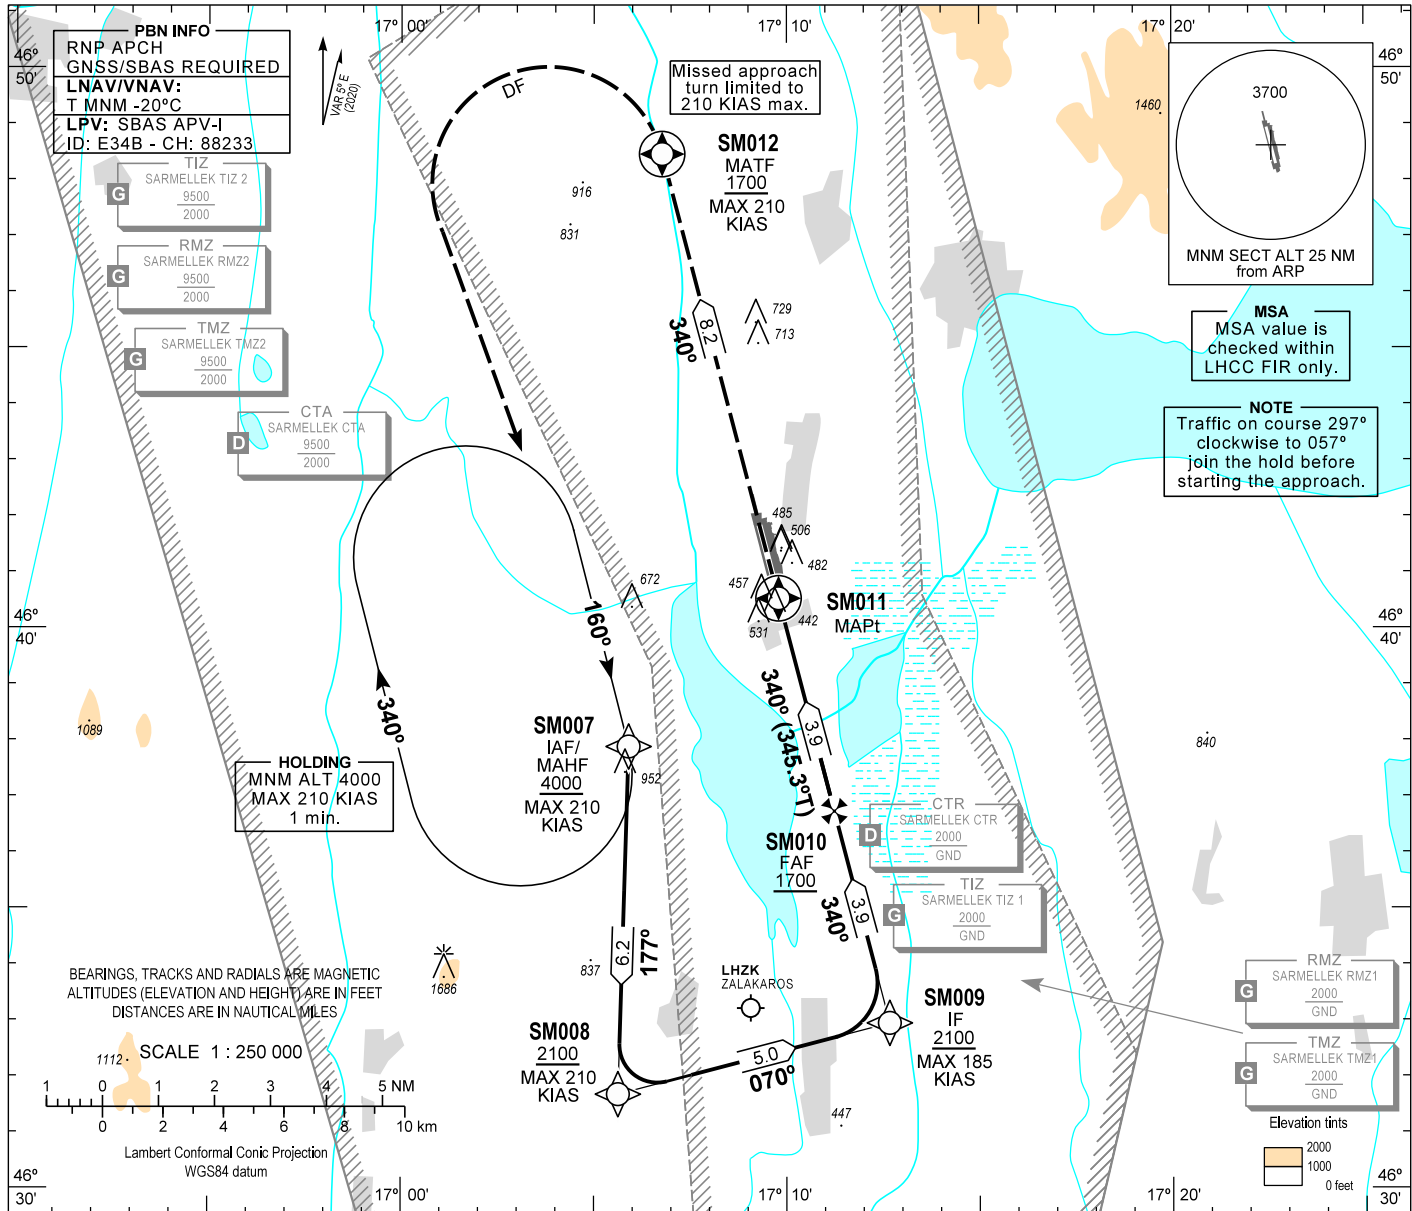 17° 00'
17° 10'
17° 20'
46°
50'
46°
50'
PBN INFO
RNP APCH
GNSS/SBAS REQUIRED
LNAV/VNAV:
T MNM -20°C
LPV: SBAS APV-I
ID: E34B - CH: 88233
VAR 5° E
(2020)
DF
Missed approach
turn limited to
210 KIAS max.
1460
3700
MNM SECT ALT 25 NM
from ARP
TIZ
SARMELLEK TIZ 2
G
9500
2000
RMZ
SARMELLEK RMZ2
G
9500
2000
TMZ
SARMELLEK TMZ2
G
9500
2000
CTA
SARMELLEK CTA
D
9500
2000
SM012
MATF
1700
MAX 210
KIAS
916
831
729
713
340°
8.2
MSA
MSA value is
checked within
LHCC FIR only.
NOTE
Traffic on course 297°
clockwise to 057°
join the hold before
starting the approach.
485
506
482
457
672
531
442
SM011
MAPt
46°
40'
46°
40'
160°
340°
340° (345.3°T)
3.9
1089
840
SM007
IAF/
MAHF
4000
MAX 210
KIAS
952
HOLDING
MNM ALT 4000
MAX 210 KIAS
1 min.
SM010
FAF
1700
CTR
SARMELLEK CTR
D
2000
GND
TIZ
SARMELLEK TIZ 1
G
2000
GND
340°
3.9
6.2
177°
837
1686
LHZK
ZALAKAROS
BEARINGS, TRACKS AND RADIALS ARE MAGNETIC
ALTITUDES (ELEVATION AND HEIGHT) ARE IN FEET
DISTANCES ARE IN NAUTICAL MILES
SM009
IF
2100
MAX 185
KIAS
RMZ
SARMELLEK RMZ1
G
2000
GND
TMZ
SARMELLEK TMZ1
G
2000
GND
SM008
2100
MAX 210
KIAS
5.0
070°
447
1112
SCALE 1 : 250 000
1 0 1 2 3 4 5 NM
0 2 4 6 8 10 km
Lambert Conformal Conic Projection
WGS84 datum
Elevation tints
2000
1000
0 feet
46°
30'
17° 00'
17° 10'
17° 20'
46°
30'